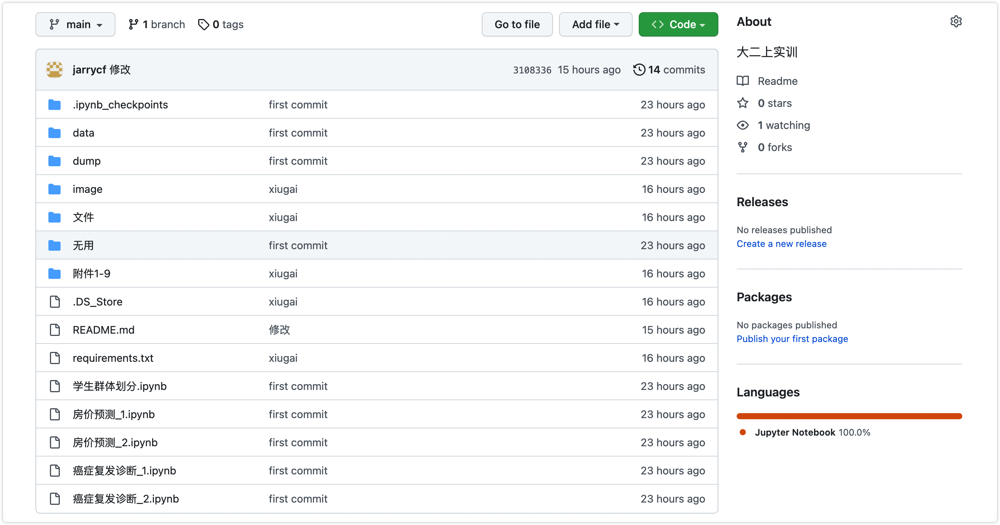 main 1 branch 0 tags Go to file Add file Code
jarrycf 修改 3108336 15 hours ago 14 commits
.ipynb_checkpoints first commit 23 hours ago
data first commit 23 hours ago
dump first commit 23 hours ago
image xiugai 16 hours ago
文件 xiugai 16 hours ago
无用 first commit 23 hours ago
附件1-9 xiugai 16 hours ago
.DS_Store xiugai 16 hours ago
README.md 修改 15 hours ago
requirements.txt xiugai 16 hours ago
学生群体划分.ipynb first commit 23 hours ago
房价预测_1.ipynb first commit 23 hours ago
房价预测_2.ipynb first commit 23 hours ago
癌症复发诊断_1.ipynb first commit 23 hours ago
癌症复发诊断_2.ipynb first commit 23 hours ago
About
大二上实训
Readme
0 stars
1 watching
0 forks
Releases
No releases published
Create a new release
Packages
No packages published
Publish your first package
Languages
Jupyter Notebook 100.0%